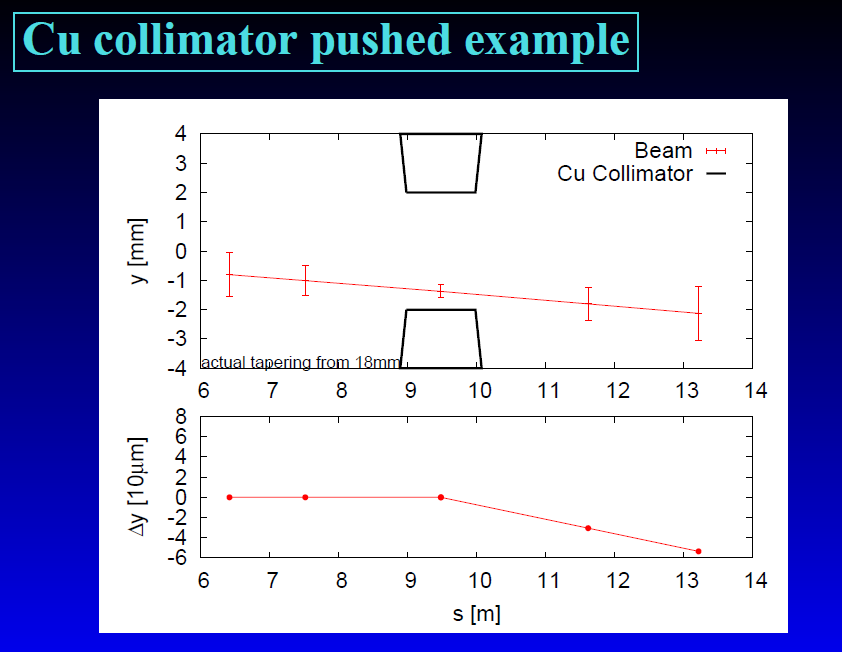 Cu collimator pushed example
4
3
2
1
0
-1
-2
-3
-4
y [mm]
Beam
Cu Collimator
actual tapering from 18mm
6 7 8 9 10 11 12 13 14
8
6
4
2
0
-2
-4
-6
Δy [10μm]
6 7 8 9 10 11 12 13 14
s [m]